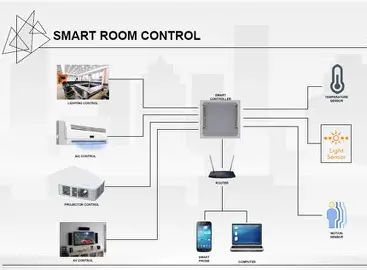 SMART ROOM CONTROL
LIGHTING CONTROL
SMART
CONTROLLER
TEMPERATURE
SENSOR
A/C CONTROL
Light
Sensor
ROUTER
PROJECTOR CONTROL
MOTION
SENSOR
AV CONTROL
SMART
PHONE
COMPUTER